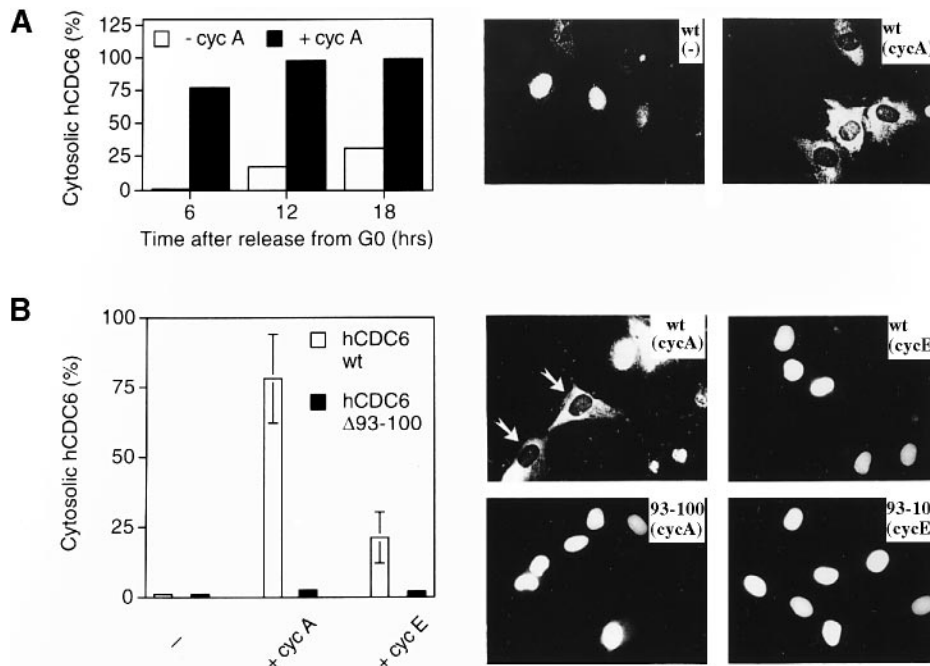 A
Cytosolic hCDC6 (%)
125
100
75
50
25
0
- cyc A
+ cyc A
6
12
18
Time after release from G0 (hrs)
wt
(-)
wt
(cycA)
B
Cytosolic hCDC6 (%)
100
75
50
25
0
hCDC6
wt
hCDC6
Δ93-100
–
+ cyc A
+ cyc E
wt
(cycA)
wt
(cycE
93-100
(cycA)
93-10
(cycE